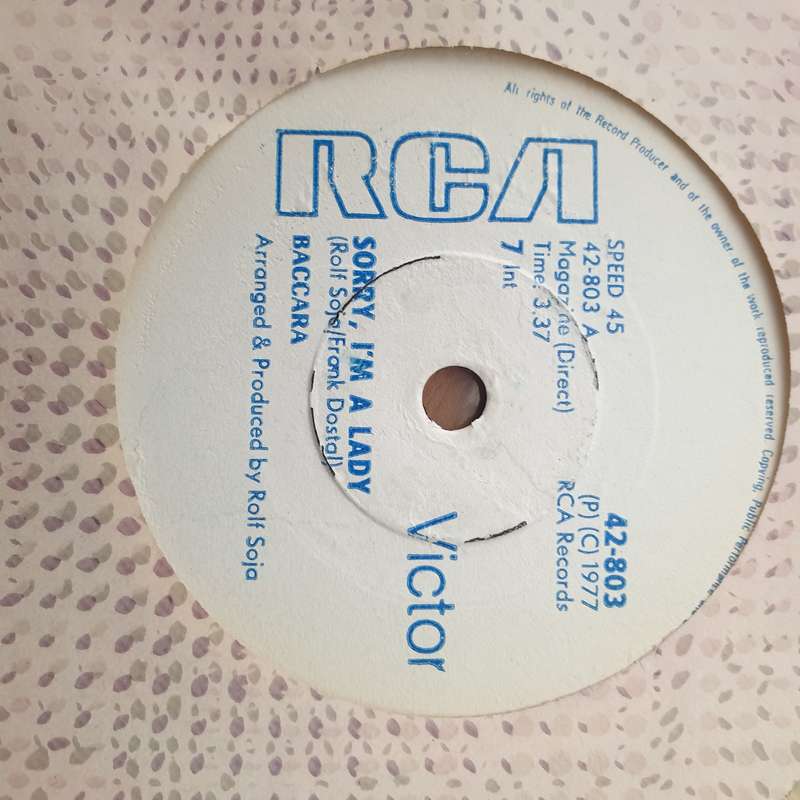 All rights of the Record Producer and of the owner of the work reproduced reserved Copying, Public Performance
RCA
Victor
SPEED 45
42-803 A
Magazine (Direct)
Time: 3.37
7 Int
42-803
(P) (C) 1977
RCA Records
SORRY, I'M A LADY
(Rolf Soja/Frank Dostal)
BACCARA
Arranged & Produced by Rolf Soja